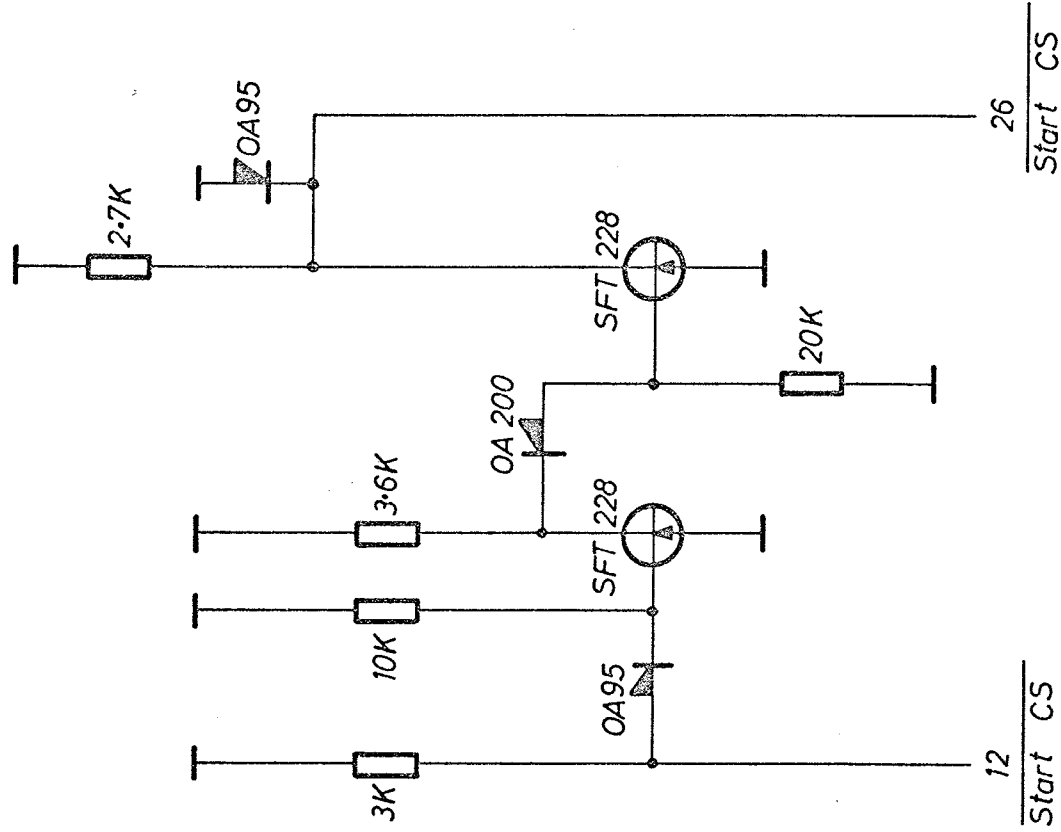 2·7K
OA95
3·6K
10K
3K
OA 200
SFT 228
SFT 228
OA95
20K
12
Start CS
26
Start CS